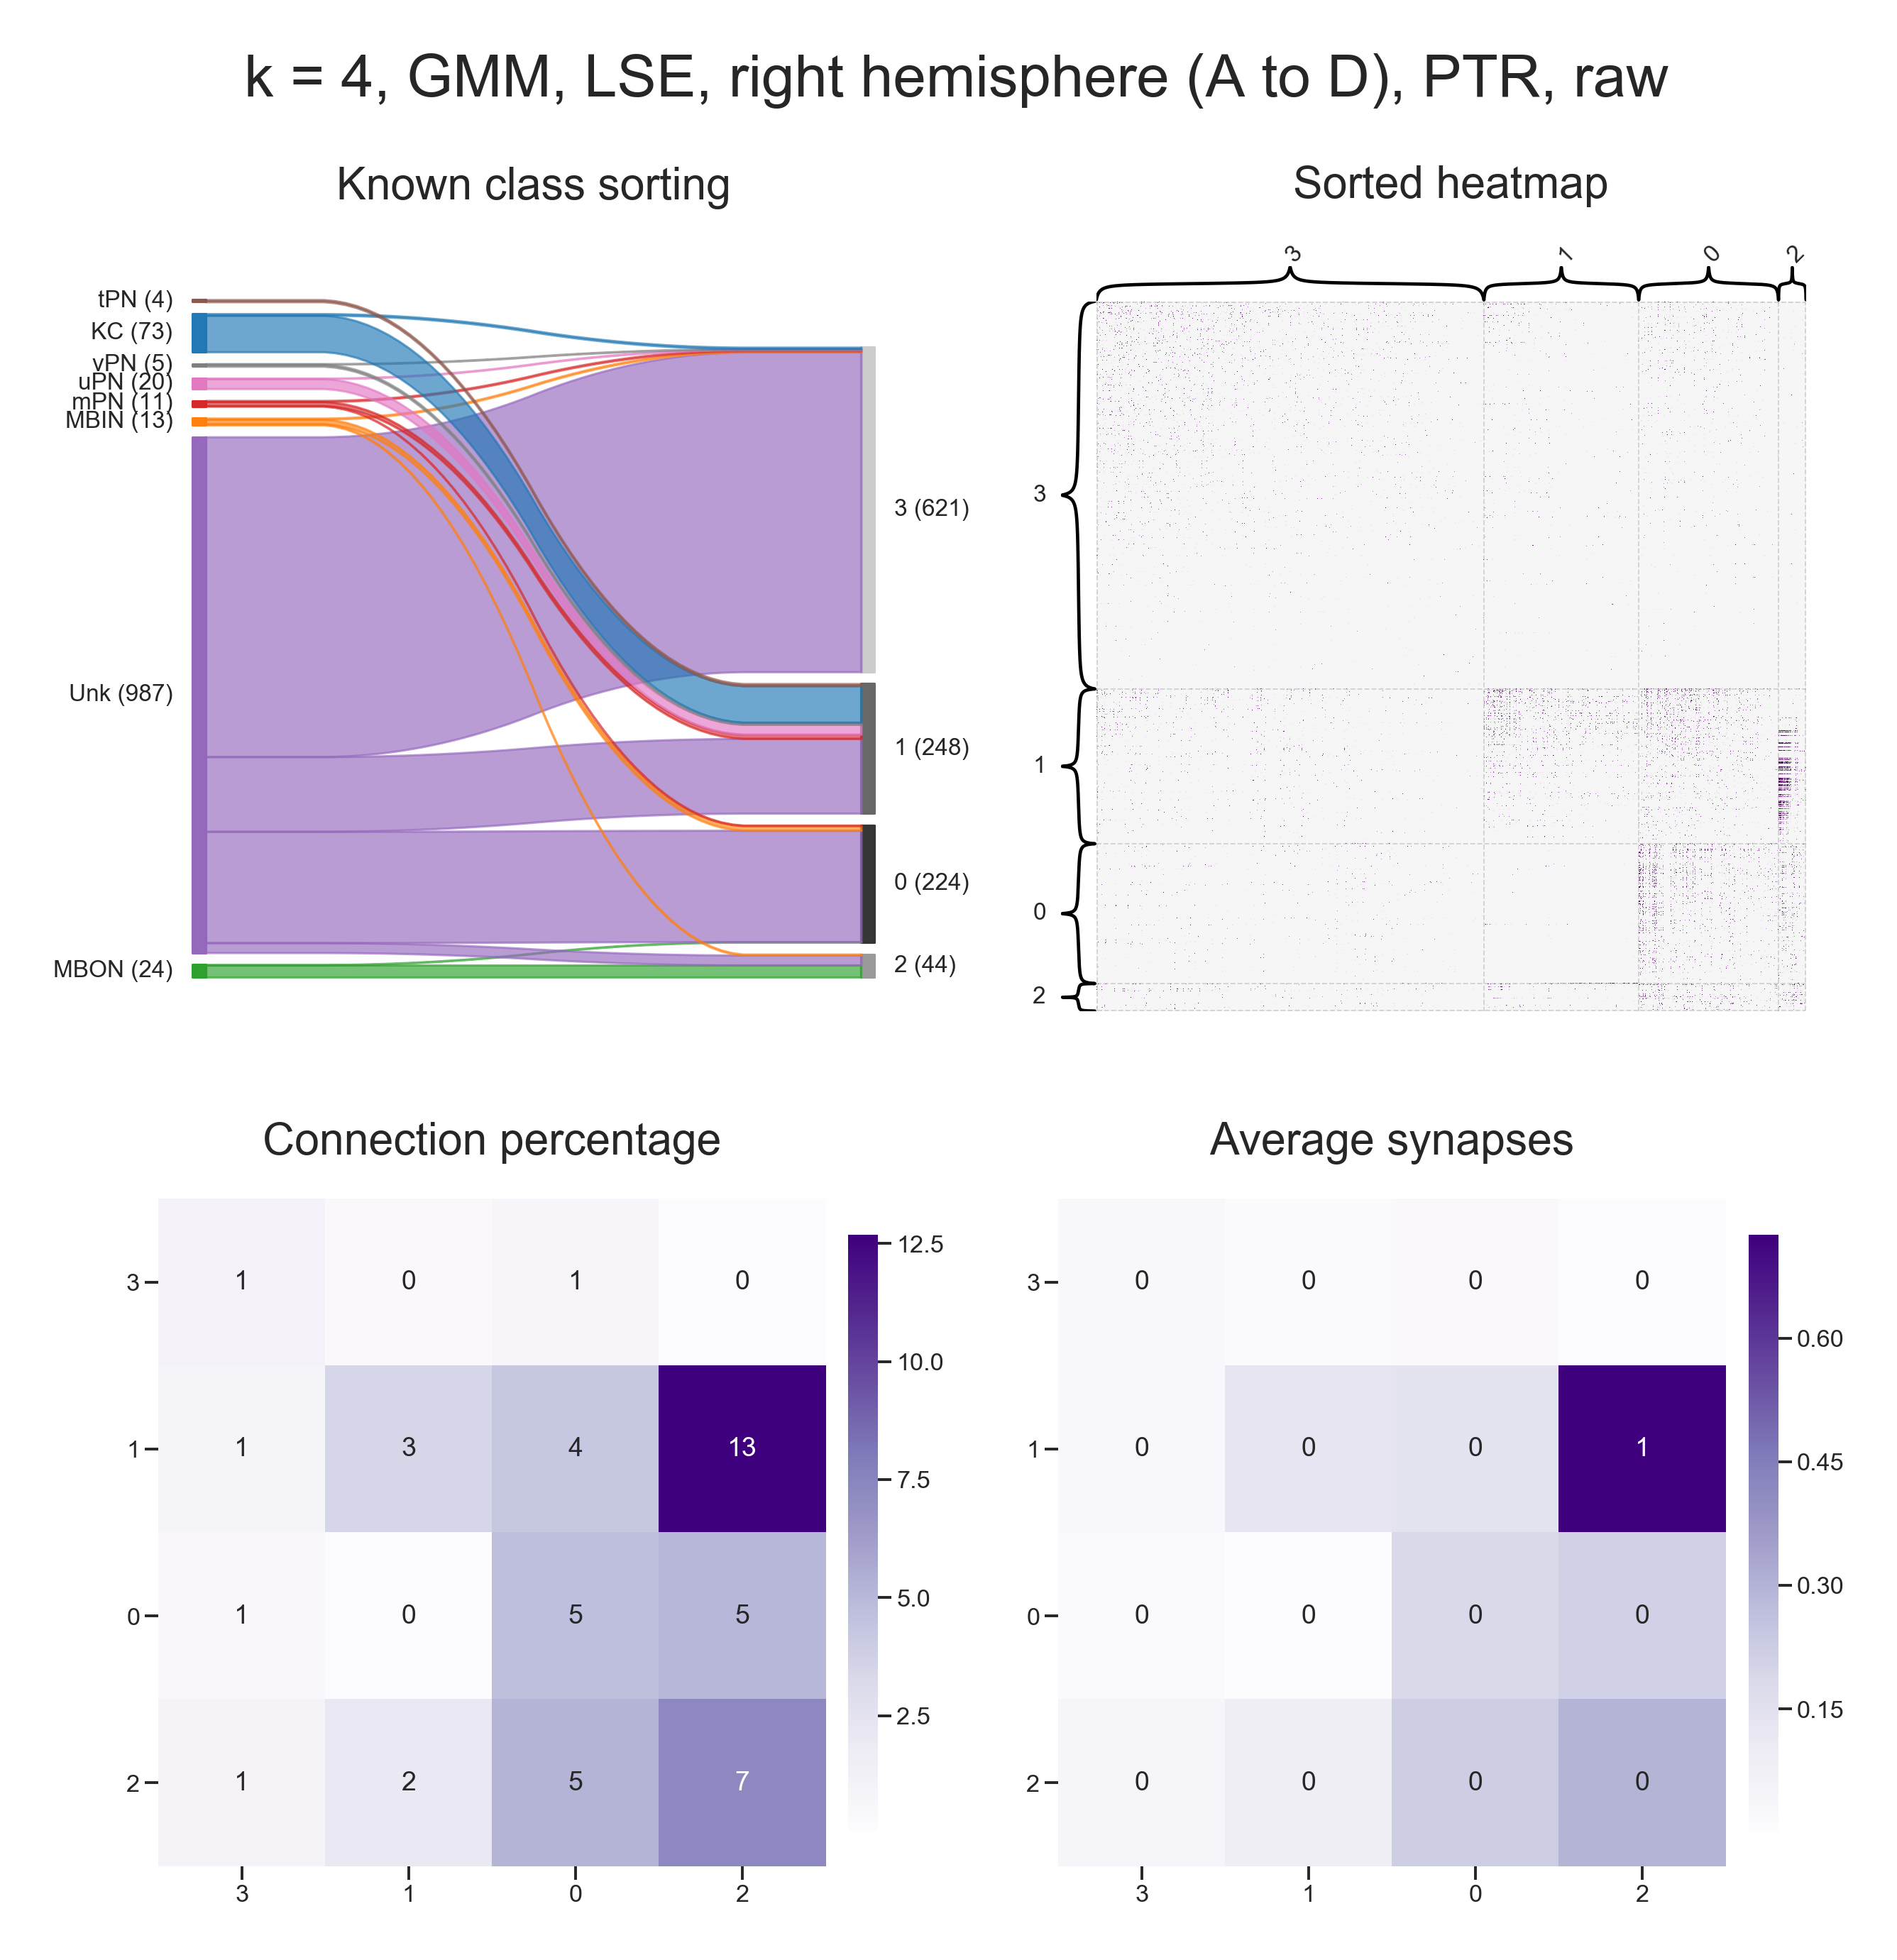 k = 4, GMM, LSE, right hemisphere (A to D), PTR, raw
Known class sorting
tPN (4)
KC (73)
vPN (5)
uPN (20)
mPN (11)
MBIN (13)
Unk (987)
MBON (24)
3 (621)
1 (248)
0 (224)
2 (44)
Sorted heatmap
3 1 0 2
3
1
0
2
Connection percentage
3 1 0 1 0
1 1 3 4 13
0 1 0 5 5
2 1 2 5 7
3 1 0 2
12.5
10.0
7.5
5.0
2.5
Average synapses
3 0 0 0 0
1 0 0 0 1
0 0 0 0 0
2 0 0 0 0
3 1 0 2
0.60
0.45
0.30
0.15